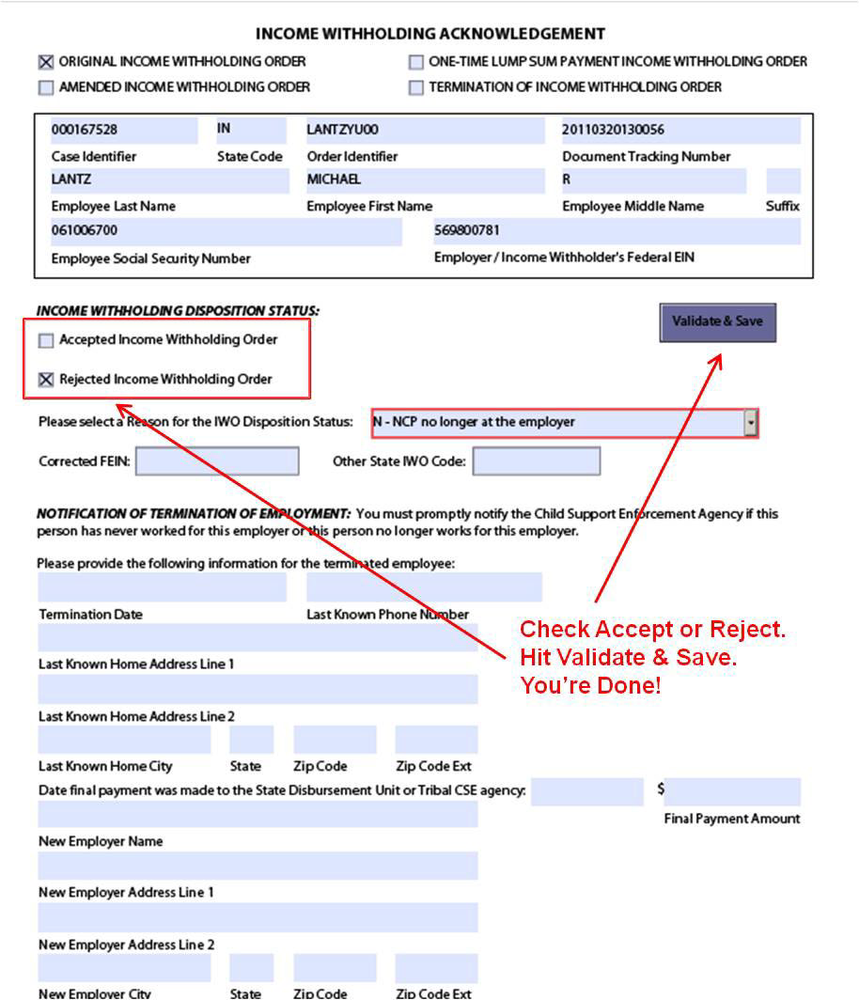 INCOME WITHHOLDING ACKNOWLEDGEMENT
ORIGINAL INCOME WITHHOLDING ORDER ONE-TIME LUMP SUM PAYMENT INCOME WITHHOLDING ORDER
AMENDED INCOME WITHHOLDING ORDER TERMINATION OF INCOME WITHHOLDING ORDER
000167528 IN LANTZYU00 20110320130056
Case Identifier State Code Order Identifier Document Tracking Number
LANTZ MICHAEL R
Employee Last Name Employee First Name Employee Middle Name Suffix
061006700 569800781
Employee Social Security Number Employer / Income Withholder's Federal EIN
INCOME WITHHOLDING DISPOSITION STATUS:
Validate & Save
Accepted Income Withholding Order
Rejected Income Withholding Order
Please select a Reason for the IWO Disposition Status: N - NCP no longer at the employer
Corrected FEIN: Other State IWO Code:
NOTIFICATION OF TERMINATION OF EMPLOYMENT: You must promptly notify the Child Support Enforcement Agency if this
person has never worked for this employer or this person no longer works for this employer.
Please provide the following information for the terminated employee:
Termination Date Last Known Phone Number
Check Accept or Reject.
Hit Validate & Save.
You're Done!
Last Known Home Address Line 1
Last Known Home Address Line 2
Last Known Home City State Zip Code Zip Code Ext
Date final payment was made to the State Disbursement Unit or Tribal CSE agency: $
Final Payment Amount
New Employer Name
New Employer Address Line 1
New Employer Address Line 2
New Employer City State Zip Code Zip Code Ext